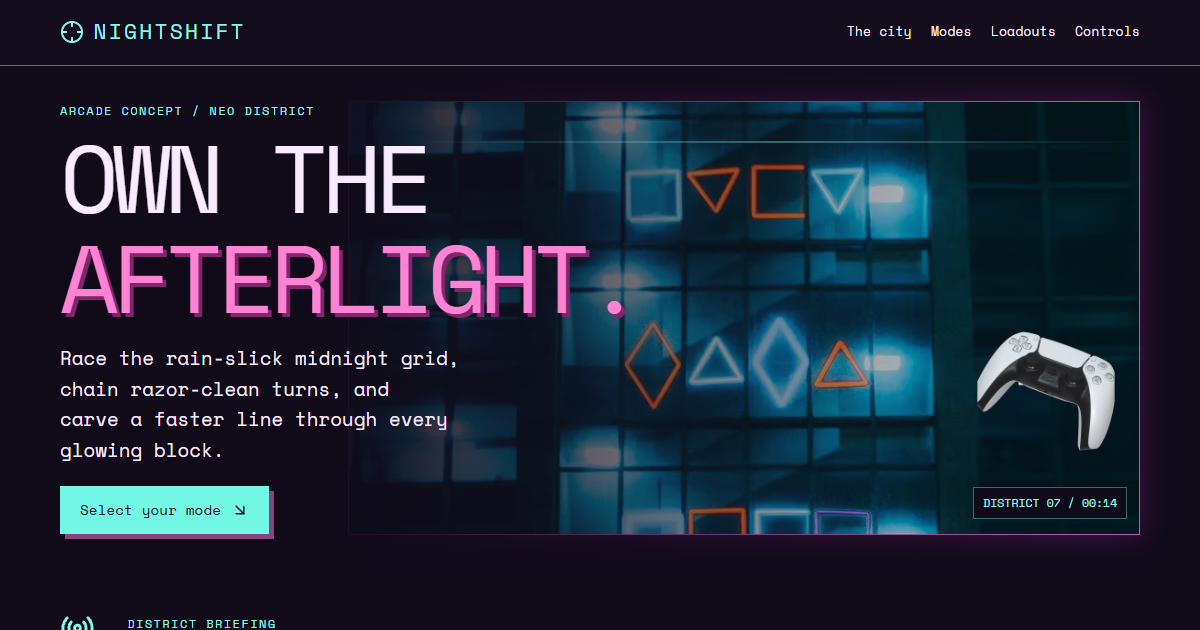 NIGHTSHIFT
The city Modes Loadouts Controls
ARCADE CONCEPT / NEO DISTRICT
OWN THE
AFTERLIGHT.
Race the rain-slick midnight grid,
chain razor-clean turns, and
carve a faster line through every
glowing block.
Select your mode
DISTRICT 07 / 00:14
DISTRICT BRIEFING